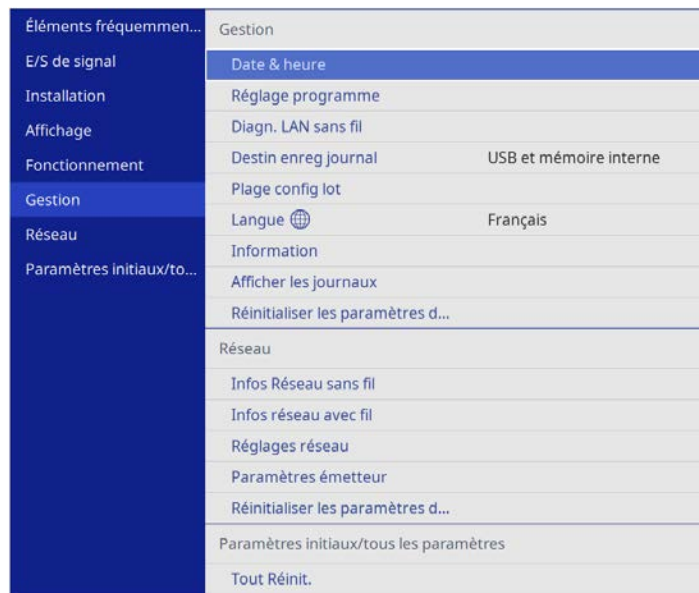 Éléments fréquemmen...
E/S de signal
Installation
Affichage
Fonctionnement
Gestion
Réseau
Paramètres initiaux/to...
Gestion
Date & heure
Réglage programme
Diagn. LAN sans fil
Destin enreg journal USB et mémoire interne
Plage config lot
Langue Français
Information
Afficher les journaux
Réinitialiser les paramètres d...
Réseau
Infos Réseau sans fil
Infos réseau avec fil
Réglages réseau
Paramètres émetteur
Réinitialiser les paramètres d...
Paramètres initiaux/tous les paramètres
Tout Réinit.